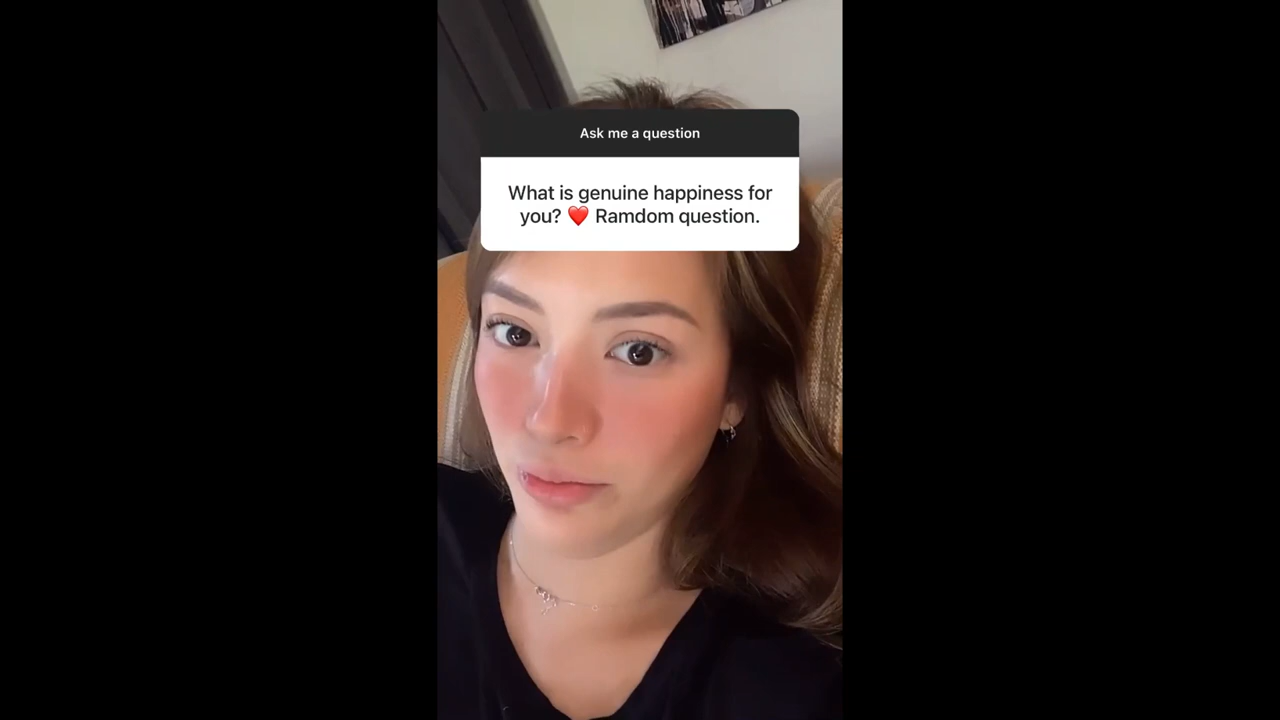 Ask me a question
What is genuine happiness for
you? ❤️ Ramdom question.